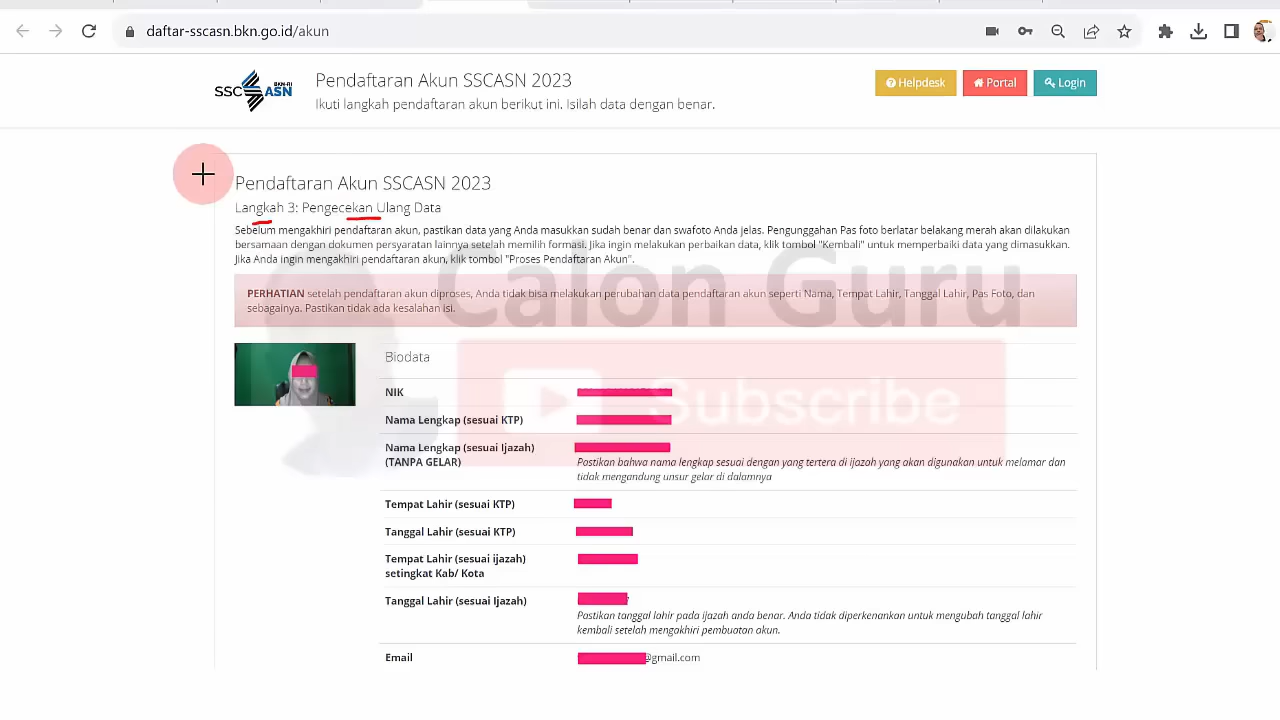 daftar-sscasn.bkn.go.id/akun
BKN-RI
SSCASN
Pendaftaran Akun SSCASN 2023
Ikuti langkah pendaftaran akun berikut ini. Isilah data dengan benar.
Helpdesk
Portal
Login
Pendaftaran Akun SSCASN 2023
Langkah 3: Pengecekan Ulang Data
Sebelum mengakhiri pendaftaran akun, pastikan data yang Anda masukkan sudah benar dan swafoto Anda jelas. Pengunggahan Pas foto berlatar belakang merah akan dilakukan
bersamaan dengan dokumen persyaratan lainnya setelah memilih formasi. Jika ingin melakukan perbaikan data, klik tombol "Kembali" untuk memperbaiki data yang dimasukkan.
Jika Anda ingin mengakhiri pendaftaran akun, klik tombol "Proses Pendaftaran Akun".
Calon Guru
PERHATIAN setelah pendaftaran akun diproses, Anda tidak bisa melakukan perubahan data pendaftaran akun seperti Nama, Tempat Lahir, Tanggal Lahir, Pas Foto, dan
sebagainya. Pastikan tidak ada kesalahan isi.
Biodata
Subscribe
NIK
Nama Lengkap (sesuai KTP)
Nama Lengkap (sesuai Ijazah)
(TANPA GELAR)
Pastikan bahwa nama lengkap sesuai dengan yang tertera di ijazah yang akan digunakan untuk melamar dan
tidak mengandung unsur gelar di dalamnya
Tempat Lahir (sesuai KTP)
Tanggal Lahir (sesuai KTP)
Tempat Lahir (sesuai ijazah)
setingkat Kab/ Kota
Tanggal Lahir (sesuai Ijazah)
Pastikan tanggal lahir pada ijazah anda benar. Anda tidak diperkenankan untuk mengubah tanggal lahir
kembali setelah mengakhiri pembuatan akun.
Email
@gmail.com